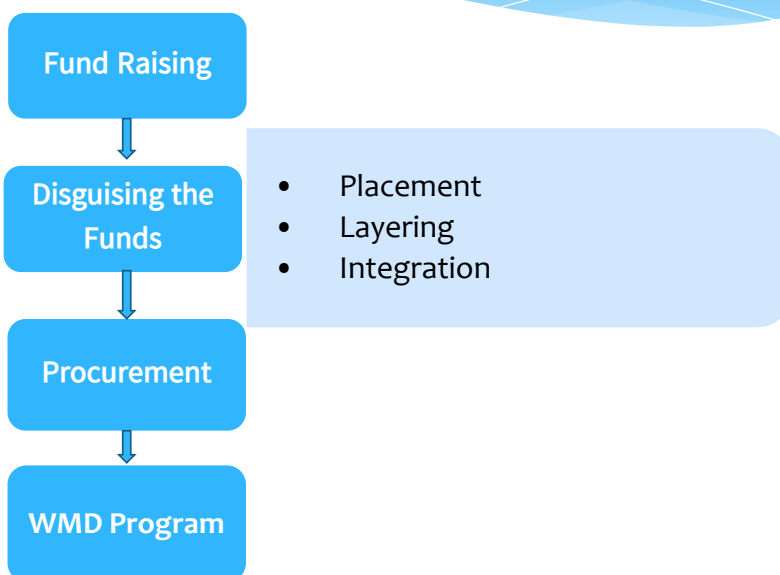 Fund Raising
Disguising the
Funds
• Placement
• Layering
• Integration
Procurement
WMD Program